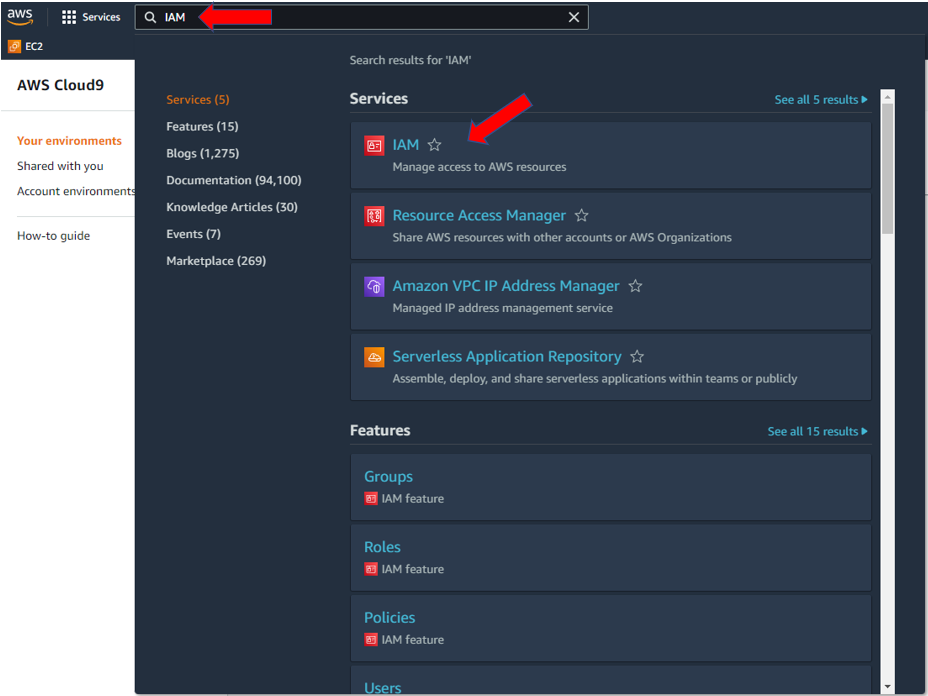 aws
Services
IAM
EC2
AWS Cloud9
Your environments
Shared with you
Account environments
How-to guide
Search results for 'IAM'
Services (5)
Features (15)
Blogs (1,275)
Documentation (94,100)
Knowledge Articles (30)
Events (7)
Marketplace (269)
Services
See all 5 results
IAM
Manage access to AWS resources
Resource Access Manager
Share AWS resources with other accounts or AWS Organizations
Amazon VPC IP Address Manager
Managed IP address management service
Serverless Application Repository
Assemble, deploy, and share serverless applications within teams or publicly
Features
See all 15 results
Groups
IAM feature
Roles
IAM feature
Policies
IAM feature
Users